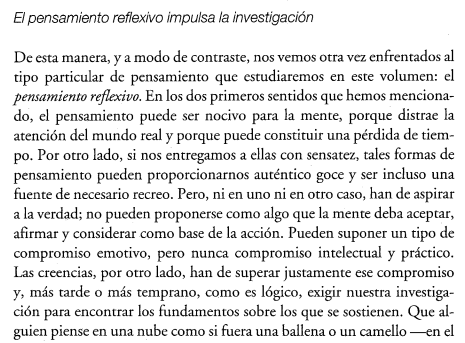 El pensamiento reflexivo impulsa la investigación
De esta manera, y a modo de contraste, nos vemos otra vez enfrentados al
tipo particular de pensamiento que estudiaremos en este volumen: el
pensamiento reflexivo. En los dos primeros sentidos que hemos menciona-
do, el pensamiento puede ser nocivo para la mente, porque distrae la
atención del mundo real y porque puede constituir una pérdida de tiem-
po. Por otro lado, si nos entregamos a ellas con sensatez, tales formas de
pensamiento pueden proporcionarnos auténtico goce y ser incluso una
fuente de necesario recreo. Pero, ni en uno ni en otro caso, han de aspirar
a la verdad; no pueden proponerse como algo que la mente deba aceptar,
afirmar y considerar como base de la acción. Pueden suponer un tipo de
compromiso emotivo, pero nunca compromiso intelectual y práctico.
Las creencias, por otro lado, han de superar justamente ese compromiso
y, más tarde o más temprano, como es lógico, exigir nuestra investiga-
ción para encontrar los fundamentos sobre los que se sostienen. Que al-
guien piense en una nube como si fuera una ballena o un camello —en el